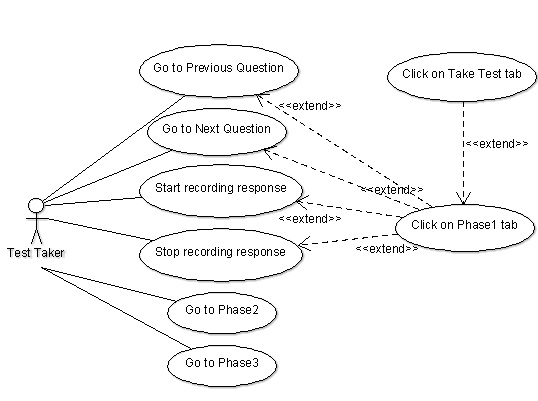 Go to Previous Question
Click on Take Test tab
<<extend>>
Go to Next Question
<<extend>>
Start recording response
<<extend>>
<<extend>>
Click on Phase1 tab
Test Taker
Stop recording response
<<extend>>
Go to Phase2
Go to Phase3